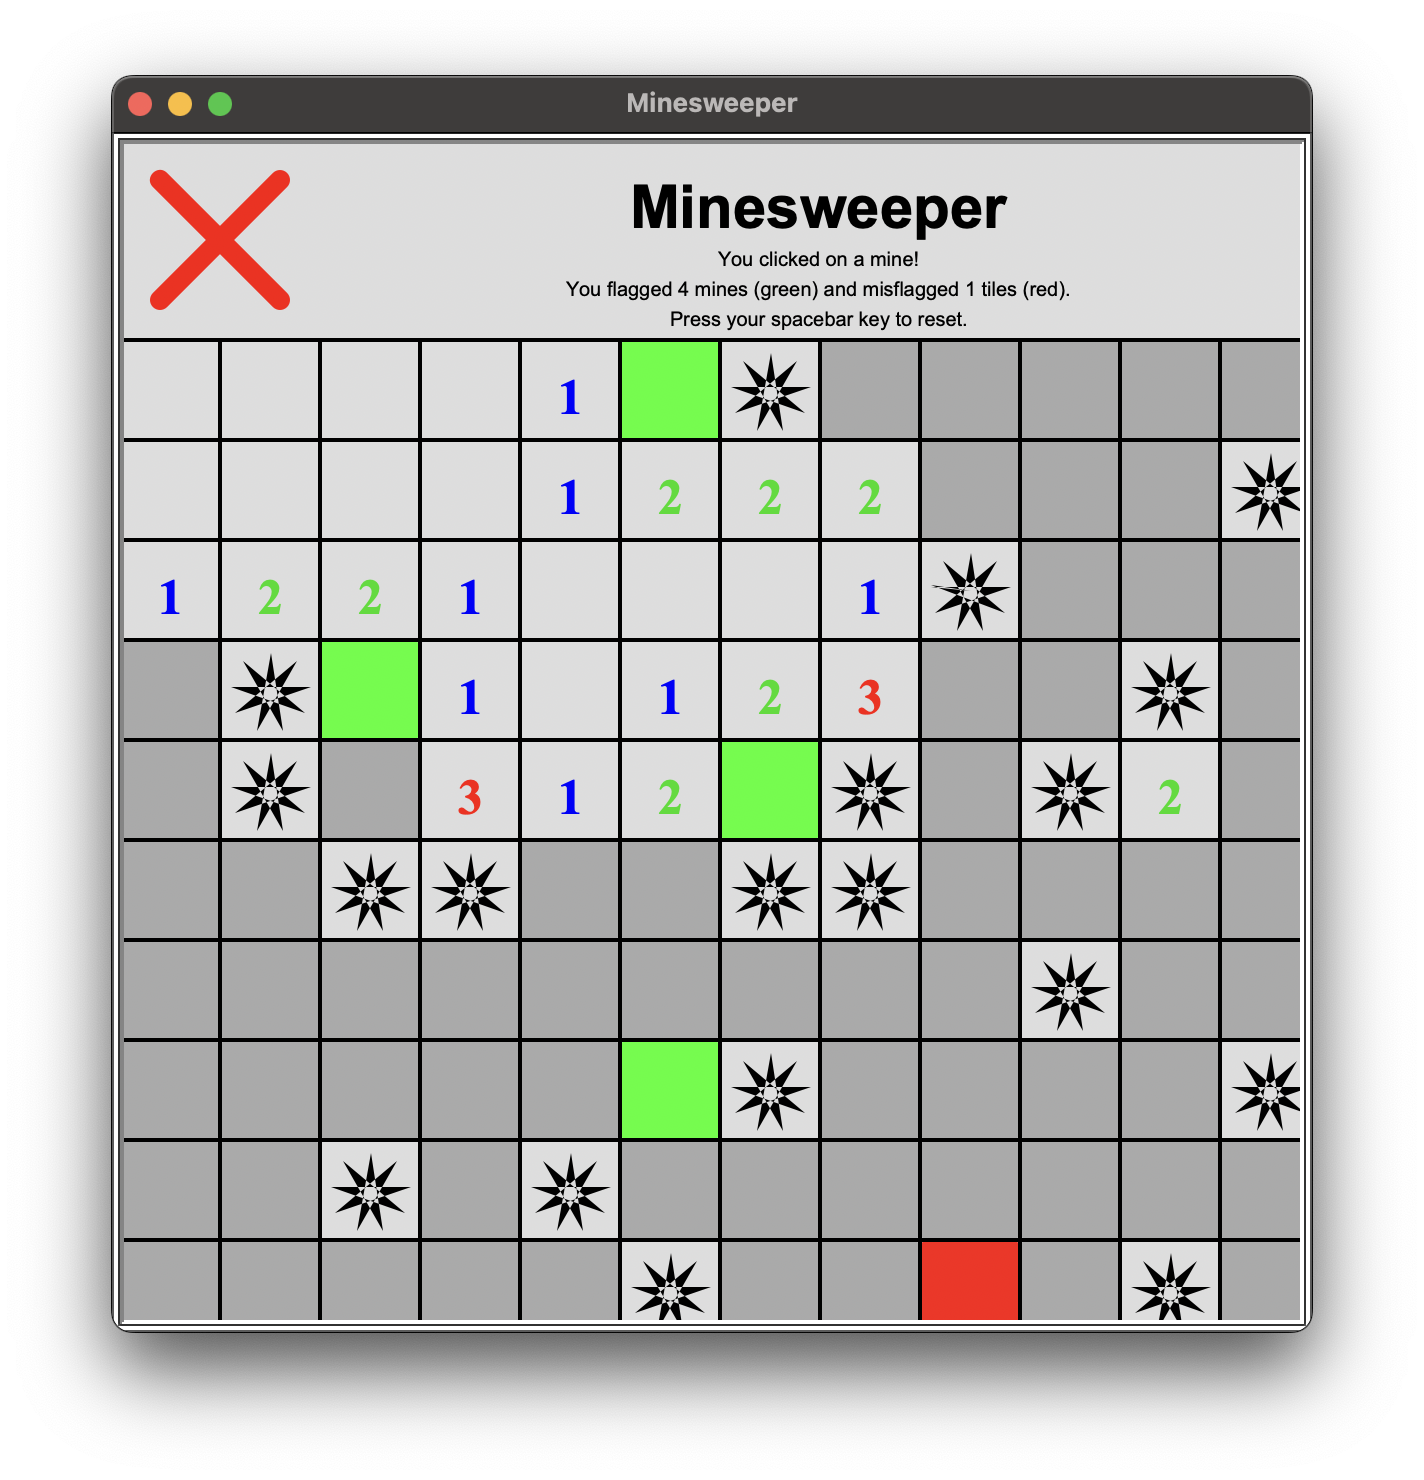 Minesweeper
Minesweeper
You clicked on a mine!
You flagged 4 mines (green) and misflagged 1 tiles (red).
Press your spacebar key to reset.
1
1 2 2 2
1 2 2 1 1
1 1 2 3
3 1 2 2